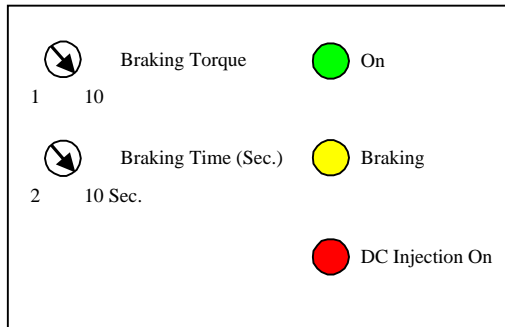 Braking Torque On
1 10
Braking Time (Sec.) Braking
2 10 Sec.
DC Injection On